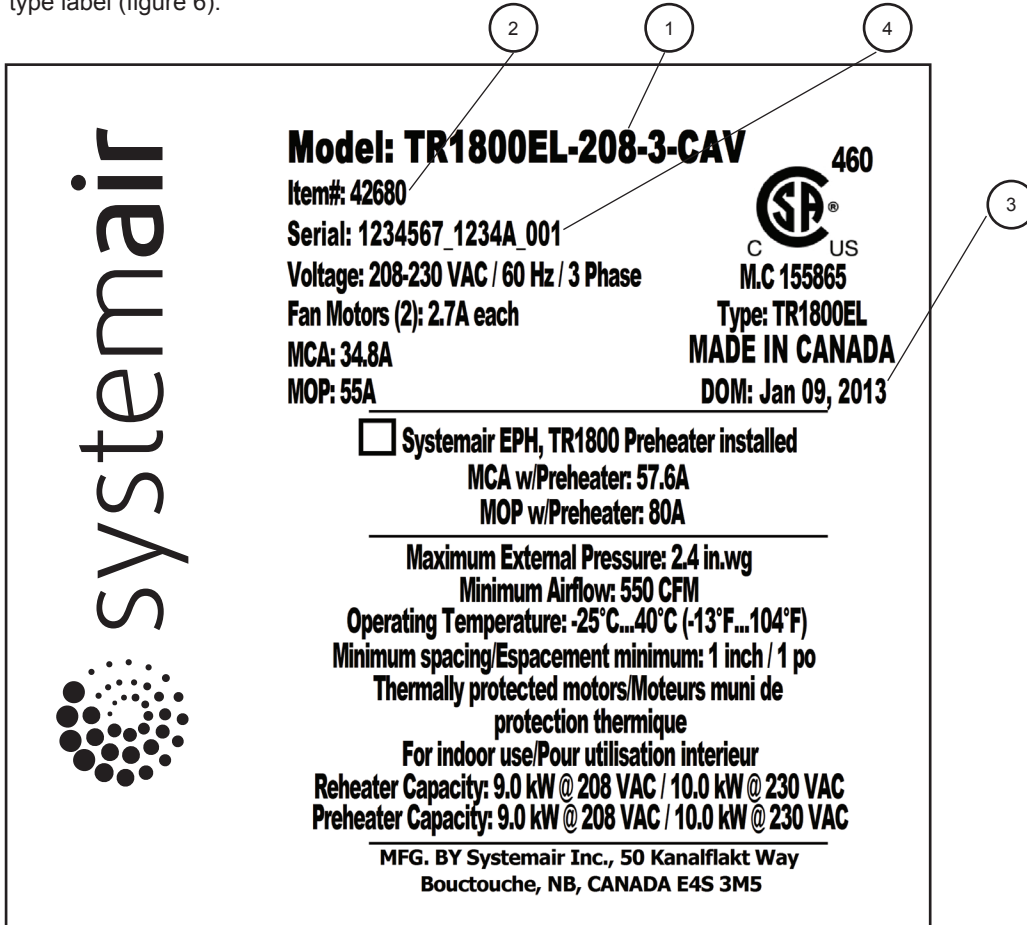 type label (figure 6).
2
1
4
3
systemair
Model: TR1800EL-208-3-CAV
Item#: 42680
Serial: 1234567_1234A_001
Voltage: 208-230 VAC / 60 Hz / 3 Phase
Fan Motors (2): 2.7A each
MCA: 34.8A
MOP: 55A
460
SA ®
C US
M.C 155865
Type: TR1800EL
MADE IN CANADA
DOM: Jan 09, 2013
Systemair EPH, TR1800 Preheater installed
MCA w/Preheater: 57.6A
MOP w/Preheater: 80A
Maximum External Pressure: 2.4 in.wg
Minimum Airflow: 550 CFM
Operating Temperature: -25°C...40°C (-13°F...104°F)
Minimum spacing/Espacement minimum: 1 inch / 1 po
Thermally protected motors/Moteurs muni de
protection thermique
For indoor use/Pour utilisation interieur
Reheater Capacity: 9.0 kW @ 208 VAC / 10.0 kW @ 230 VAC
Preheater Capacity: 9.0 kW @ 208 VAC / 10.0 kW @ 230 VAC
MFG. BY Systemair Inc., 50 Kanalflakt Way
Bouctouche, NB, CANADA E4S 3M5